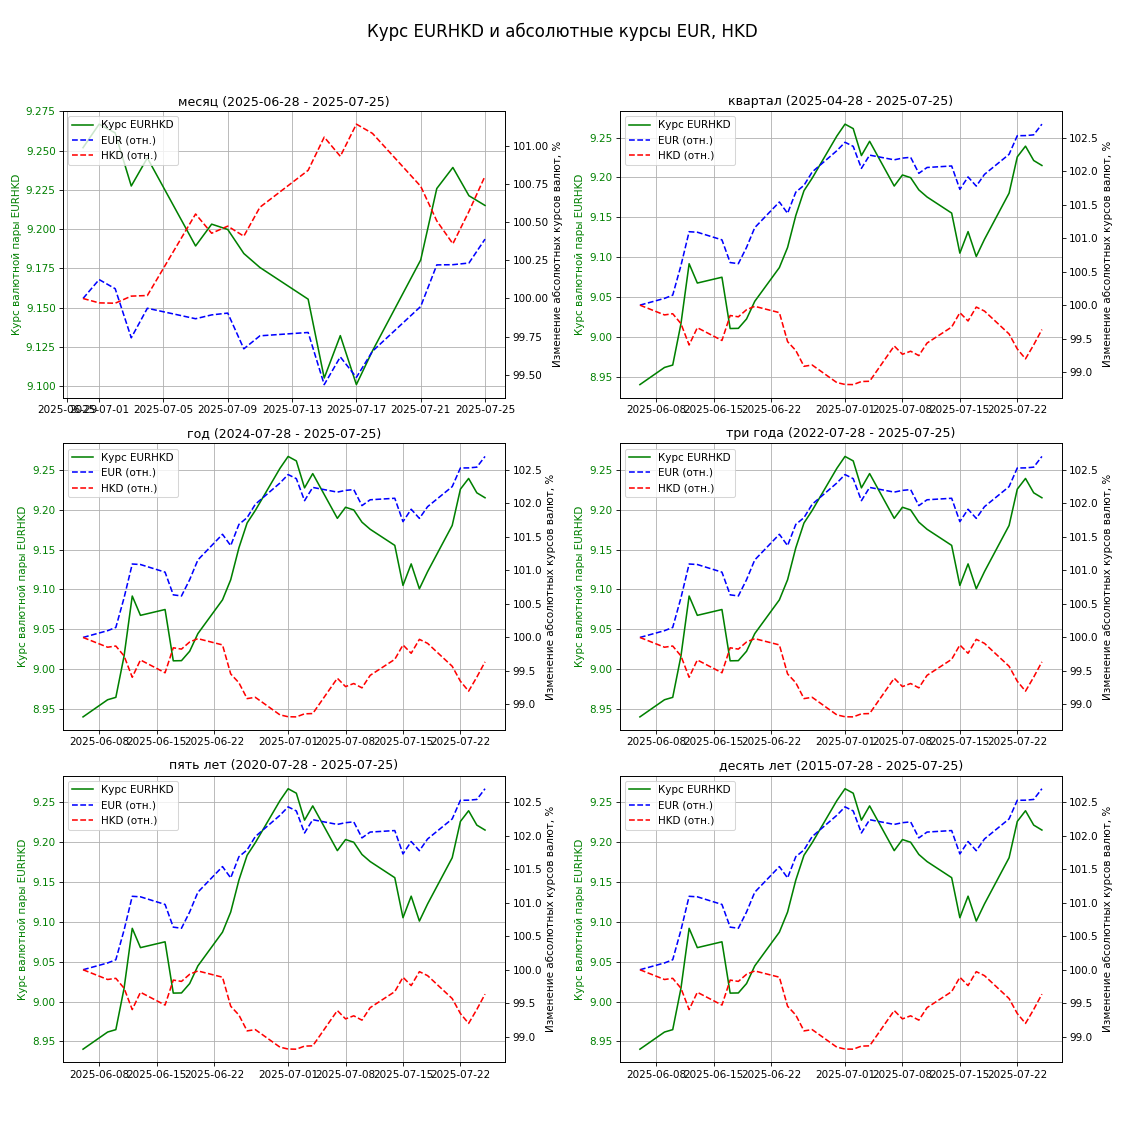 Курс EURHKD и абсолютные курсы EUR, HKD
месяц (2025-06-28 - 2025-07-25)
Курс EURHKD
EUR (отн.)
HKD (отн.)
Курс валютной пары EURHKD
9.275
9.250
9.225
9.200
9.175
9.150
9.125
9.100
101.00
100.75
100.50
100.25
100.00
99.75
99.50
Изменение абсолютных курсов валют, %
2025-06-29 2025-07-01 2025-07-05 2025-07-09 2025-07-13 2025-07-17 2025-07-21 2025-07-25
квартал (2025-04-28 - 2025-07-25)
Курс EURHKD
EUR (отн.)
HKD (отн.)
Курс валютной пары EURHKD
9.25
9.20
9.15
9.10
9.05
9.00
8.95
102.5
102.0
101.5
101.0
100.5
100.0
99.5
99.0
Изменение абсолютных курсов валют, %
2025-06-08 2025-06-15 2025-06-22 2025-07-01 2025-07-08 2025-07-15 2025-07-22
год (2024-07-28 - 2025-07-25)
Курс EURHKD
EUR (отн.)
HKD (отн.)
Курс валютной пары EURHKD
9.25
9.20
9.15
9.10
9.05
9.00
8.95
102.5
102.0
101.5
101.0
100.5
100.0
99.5
99.0
Изменение абсолютных курсов валют, %
2025-06-08 2025-06-15 2025-06-22 2025-07-01 2025-07-08 2025-07-15 2025-07-22
три года (2022-07-28 - 2025-07-25)
Курс EURHKD
EUR (отн.)
HKD (отн.)
Курс валютной пары EURHKD
9.25
9.20
9.15
9.10
9.05
9.00
8.95
102.5
102.0
101.5
101.0
100.5
100.0
99.5
99.0
Изменение абсолютных курсов валют, %
2025-06-08 2025-06-15 2025-06-22 2025-07-01 2025-07-08 2025-07-15 2025-07-22
пять лет (2020-07-28 - 2025-07-25)
Курс EURHKD
EUR (отн.)
HKD (отн.)
Курс валютной пары EURHKD
9.25
9.20
9.15
9.10
9.05
9.00
8.95
102.5
102.0
101.5
101.0
100.5
100.0
99.5
99.0
Изменение абсолютных курсов валют, %
2025-06-08 2025-06-15 2025-06-22 2025-07-01 2025-07-08 2025-07-15 2025-07-22
десять лет (2015-07-28 - 2025-07-25)
Курс EURHKD
EUR (отн.)
HKD (отн.)
Курс валютной пары EURHKD
9.25
9.20
9.15
9.10
9.05
9.00
8.95
102.5
102.0
101.5
101.0
100.5
100.0
99.5
99.0
Изменение абсолютных курсов валют, %
2025-06-08 2025-06-15 2025-06-22 2025-07-01 2025-07-08 2025-07-15 2025-07-22